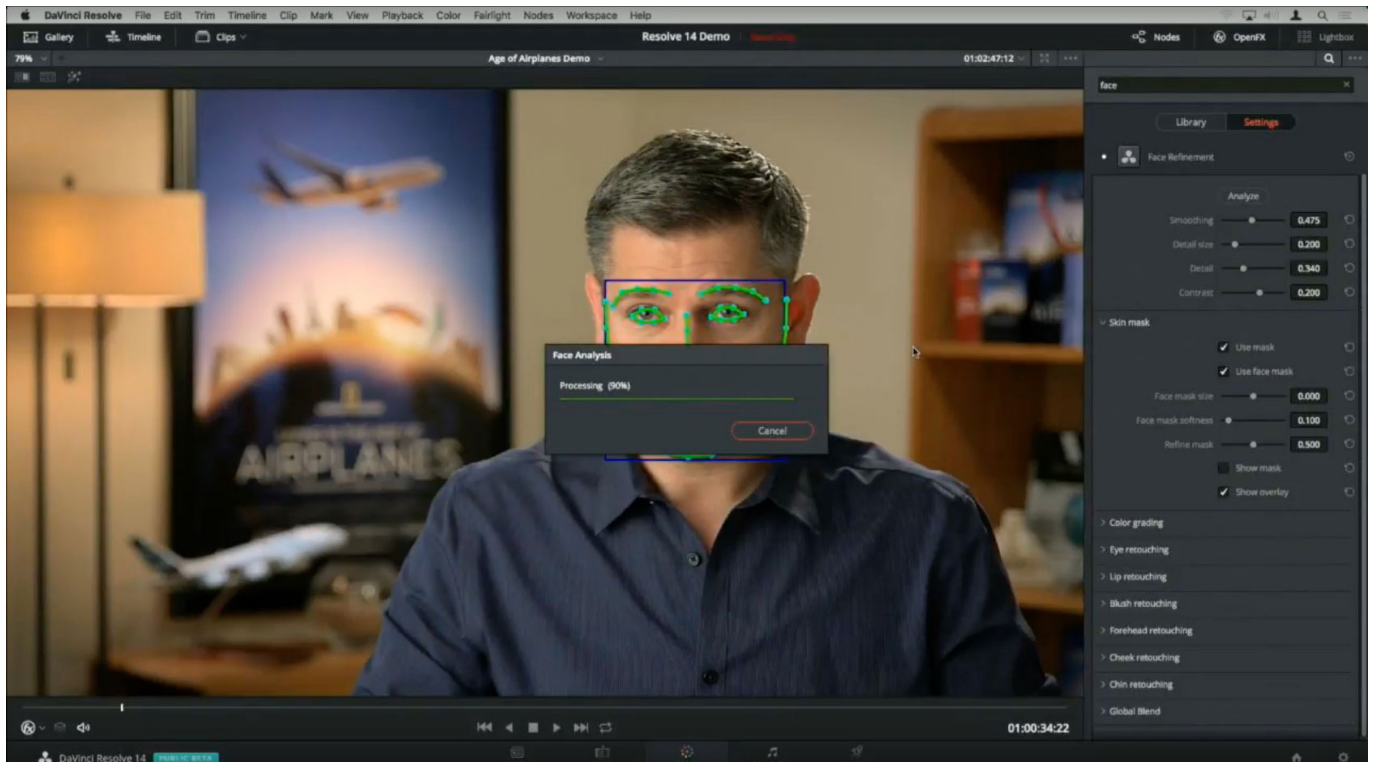 DaVinci Resolve File Edit Trim Timeline Clip Mark View Playback Color Fairlight Nodes Workspace Help
Gallery Timeline Clips Resolve 14 Demo Nodes OpenFX Lightbox
79% Age of Airplanes Demo 01:02:47:12
face
Library Settings
Face Refinement
Analyze
Smoothing 0.475
Detail size 0.200
Detail 0.340
Contrast 0.200
Skin mask
Use mask
Use face mask
Face mask size 0.000
Face mask softness 0.100
Refine mask 0.500
Show mask
Show overlay
Color grading
Eye retouching
Lip retouching
Blush retouching
Forehead retouching
Cheek retouching
Chin retouching
Global Blend
Face Analysis
Processing (90%)
Cancel
AIRPLANES
01:00:34:22
DaVinci Resolve 14 PUBLIC BETA